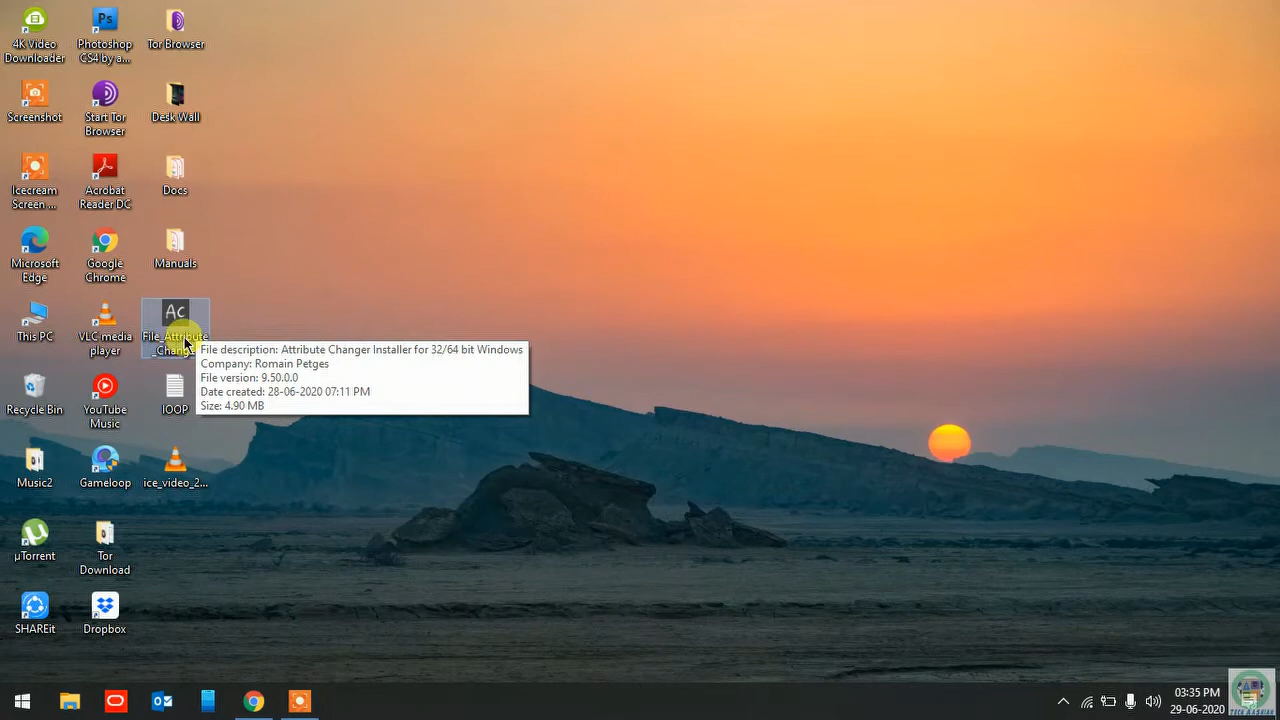 4K Video
Downloader
Ps
Photoshop
CS4 by a...
Tor Browser
Screenshot
Start Tor
Browser
Desk Wall
Icecream
Screen ...
Acrobat
Reader DC
Docs
Microsoft
Edge
Google
Chrome
Manuals
This PC
VLC media
player
Ac
File_Attribute
_Change
File description: Attribute Changer Installer for 32/64 bit Windows
Company: Romain Petges
File version: 9.50.0.0
Date created: 28-06-2020 07:11 PM
Size: 4.90 MB
Recycle Bin
YouTube
Music
IOOP
Music2
Gameloop
ice_video_2...
µTorrent
Tor
Download
SHAREit
Dropbox
03:35 PM
29-06-2020